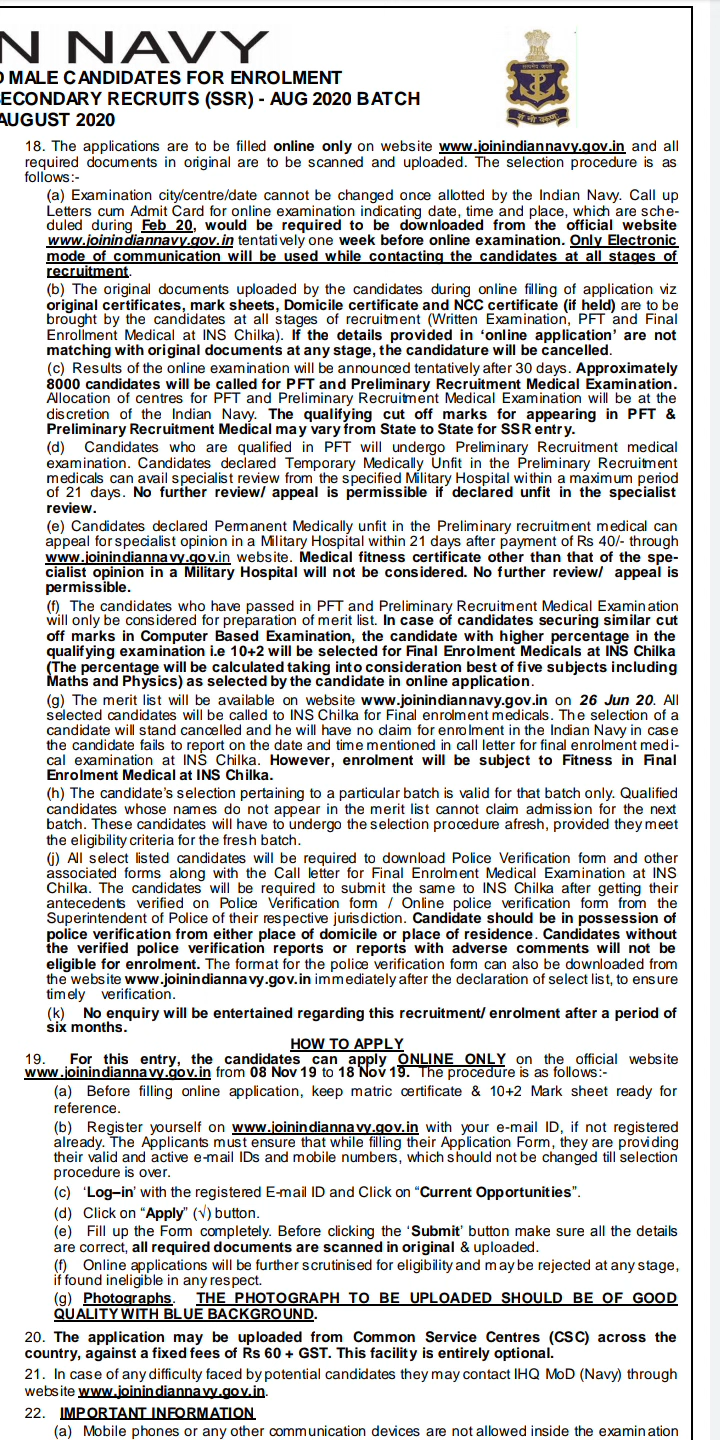 N NAVY
MALE CANDIDATES FOR ENROLMENT
SECONDARY RECRUITS (SSR) - AUG 2020 BATCH
AUGUST 2020
18. The applications are to be filled online only on website www.joinindiannavy.gov.in and all
required documents in original are to be scanned and uploaded. The selection procedure is as
follows:-
(a) Examination city/centre/date cannot be changed once allotted by the Indian Navy. Call up
Letters cum Admit Card for online examination indicating date, time and place, which are sche-
duled during Feb 20, would be required to be downloaded from the official website
www.joinindiannavy.gov.in tentatively one week before online examination. Only Electronic
mode of communication will be used while contacting the candidates at all stages of
recruitment.
(b) The original documents uploaded by the candidates during online filling of application viz
original certificates, mark sheets, Domicile certificate and NCC certificate (if held) are to be
brought by the candidates at all stages of recruitment (Written Examination, PFT and Final
Enrollment Medical at INS Chilka). If the details provided in ‘online application’ are not
matching with original documents at any stage, the candidature will be cancelled.
(c) Results of the online examination will be announced tentatively after 30 days. Approximately
8000 candidates will be called for PFT and Preliminary Recruitment Medical Examination.
Allocation of centres for PFT and Preliminary Recruitment Medical Examination will be at the
discretion of the Indian Navy. The qualifying cut off marks for appearing in PFT &
Preliminary Recruitment Medical may vary from State to State for SSR entry.
(d) Candidates who are qualified in PFT will undergo Preliminary Recruitment medical
examination. Candidates declared Temporary Medically Unfit in the Preliminary Recruitment
medicals can avail specialist review from the specified Military Hospital within a maximum period
of 21 days. No further review/ appeal is permissible if declared unfit in the specialist
review.
(e) Candidates declared Permanent Medically unfit in the Preliminary recruitment medical can
appeal for specialist opinion in a Military Hospital within 21 days after payment of Rs 40/- through
www.joinindiannavy.gov.in website. Medical fitness certificate other than that of the spe-
cialist opinion in a Military Hospital will not be considered. No further review/ appeal is
permissible.
(f) The candidates who have passed in PFT and Preliminary Recruitment Medical Examination
will only be considered for preparation of merit list. In case of candidates securing similar cut
off marks in Computer Based Examination, the candidate with higher percentage in the
qualifying examination i.e 10+2 will be selected for Final Enrolment Medicals at INS Chilka
(The percentage will be calculated taking into consideration best of five subjects including
Maths and Physics) as selected by the candidate in online application.
(g) The merit list will be available on website www.joinindiannavy.gov.in on 26 Jun 20. All
selected candidates will be called to INS Chilka for Final enrolment medicals. The selection of a
candidate will stand cancelled and he will have no claim for enrolment in the Indian Navy in case
the candidate fails to report on the date and time mentioned in call letter for final enrolment medi-
cal examination at INS Chilka. However, enrolment will be subject to Fitness in Final
Enrolment Medical at INS Chilka.
(h) The candidate’s selection pertaining to a particular batch is valid for that batch only. Qualified
candidates whose names do not appear in the merit list cannot claim admission for the next
batch. These candidates will have to undergo the selection procedure afresh, provided they meet
the eligibility criteria for the fresh batch.
(j) All select listed candidates will be required to download Police Verification form and other
associated forms along with the Call letter for Final Enrolment Medical Examination at INS
Chilka. The candidates will be required to submit the same to INS Chilka after getting their
antecedents verified on Police Verification form / Online police verification form from the
Superintendent of Police of their respective jurisdiction. Candidate should be in possession of
police verification from either place of domicile or place of residence. Candidates without
the verified police verification reports or reports with adverse comments will not be
eligible for enrolment. The format for the police verification form can also be downloaded from
the website www.joinindiannavy.gov.in immediately after the declaration of select list, to ensure
timely verification.
(k) No enquiry will be entertained regarding this recruitment/ enrolment after a period of
six months.
HOW TO APPLY
19. For this entry, the candidates can apply ONLINE ONLY on the official website
www.joinindiannavy.gov.in from 08 Nov 19 to 18 Nov 19. The procedure is as follows:-
(a) Before filling online application, keep matric certificate & 10+2 Mark sheet ready for
reference.
(b) Register yourself on www.joinindiannavy.gov.in with your e-mail ID, if not registered
already. The Applicants must ensure that while filling their Application Form, they are providing
their valid and active e-mail IDs and mobile numbers, which should not be changed till selection
procedure is over.
(c) ‘Log–in’ with the registered E-mail ID and Click on “Current Opportunities”.
(d) Click on “Apply” (√) button.
(e) Fill up the Form completely. Before clicking the ‘Submit’ button make sure all the details
are correct, all required documents are scanned in original & uploaded.
(f) Online applications will be further scrutinised for eligibility and may be rejected at any stage,
if found ineligible in any respect.
(g) Photographs. THE PHOTOGRAPH TO BE UPLOADED SHOULD BE OF GOOD
QUALITY WITH BLUE BACKGROUND.
20. The application may be uploaded from Common Service Centres (CSC) across the
country, against a fixed fees of Rs 60 + GST. This facility is entirely optional.
21. In case of any difficulty faced by potential candidates they may contact IHQ MoD (Navy) through
website www.joinindiannavy.gov.in.
22. IMPORTANT INFORMATION
(a) Mobile phones or any other communication devices are not allowed inside the examination